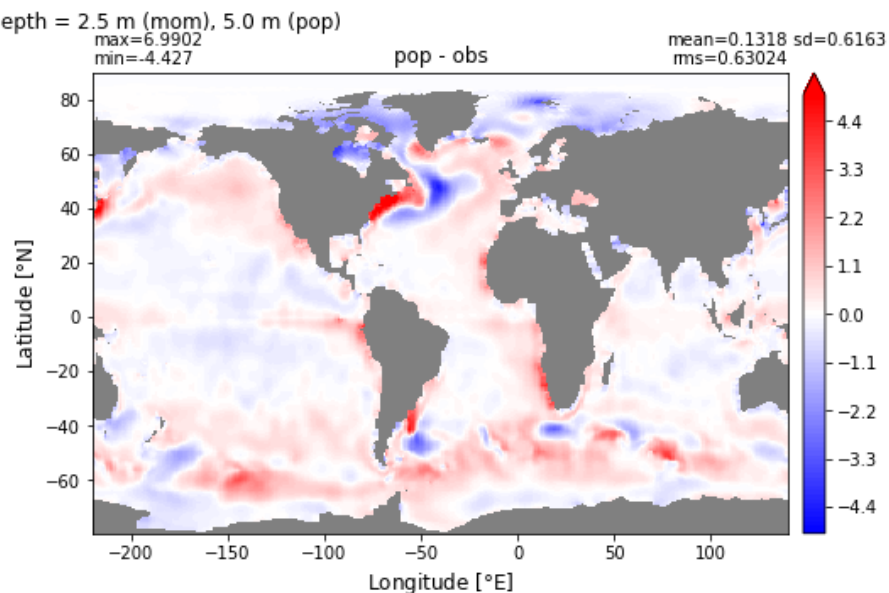 epth = 2.5 m (mom), 5.0 m (pop)
max=6.9902
min=-4.427
pop - obs
mean=0.1318 sd=0.6163
rms=0.63024
80
60
40
20
0
−20
−40
−60
Latitude [°N]
−200 −150 −100 −50 0 50 100
Longitude [°E]
4.4
3.3
2.2
1.1
0.0
−1.1
−2.2
−3.3
−4.4